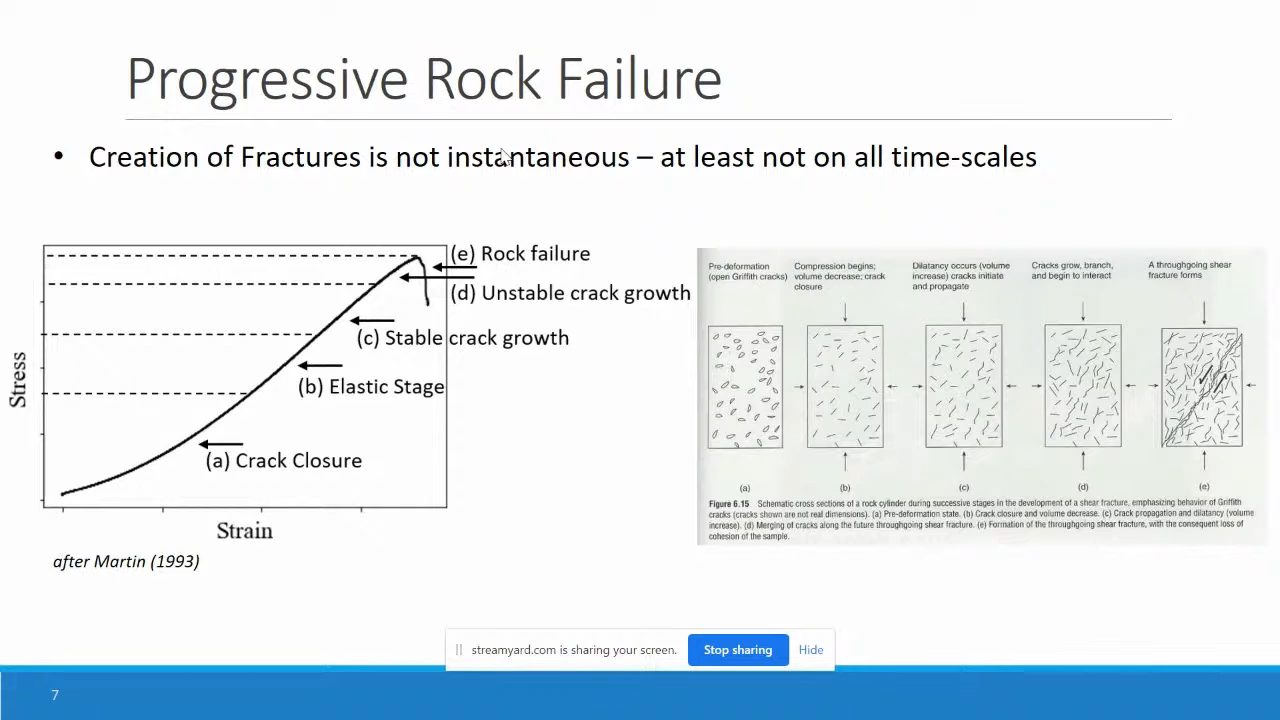 Progressive Rock Failure
• Creation of Fractures is not instantaneous – at least not on all time-scales
(e) Rock failure
(d) Unstable crack growth
(c) Stable crack growth
(b) Elastic Stage
(a) Crack Closure
Stress
Strain
after Martin (1993)
Pre-deformation
(open Griffith cracks)
Compression begins;
volume decrease; crack
closure
Dilatancy occurs (volume
increase) cracks initiate
and propagate
Cracks grow, branch,
and begin to interact
A throughgoing shear
fracture forms
(a)
(b)
(c)
(d)
(e)
Figure 6.15 Schematic cross sections of a rock cylinder during successive stages in the development of a shear fracture, emphasizing behavior of Griffith
cracks (cracks shown are not real dimensions). (a) Pre-deformation state. (b) Crack closure and volume decrease. (c) Crack propagation and dilatancy (volume
increase). (d) Merging of cracks along the future throughgoing shear fracture. (e) Formation of the throughgoing shear fracture, with the consequent loss of
cohesion of the sample.
streamyard.com is sharing your screen.
Stop sharing
Hide
7